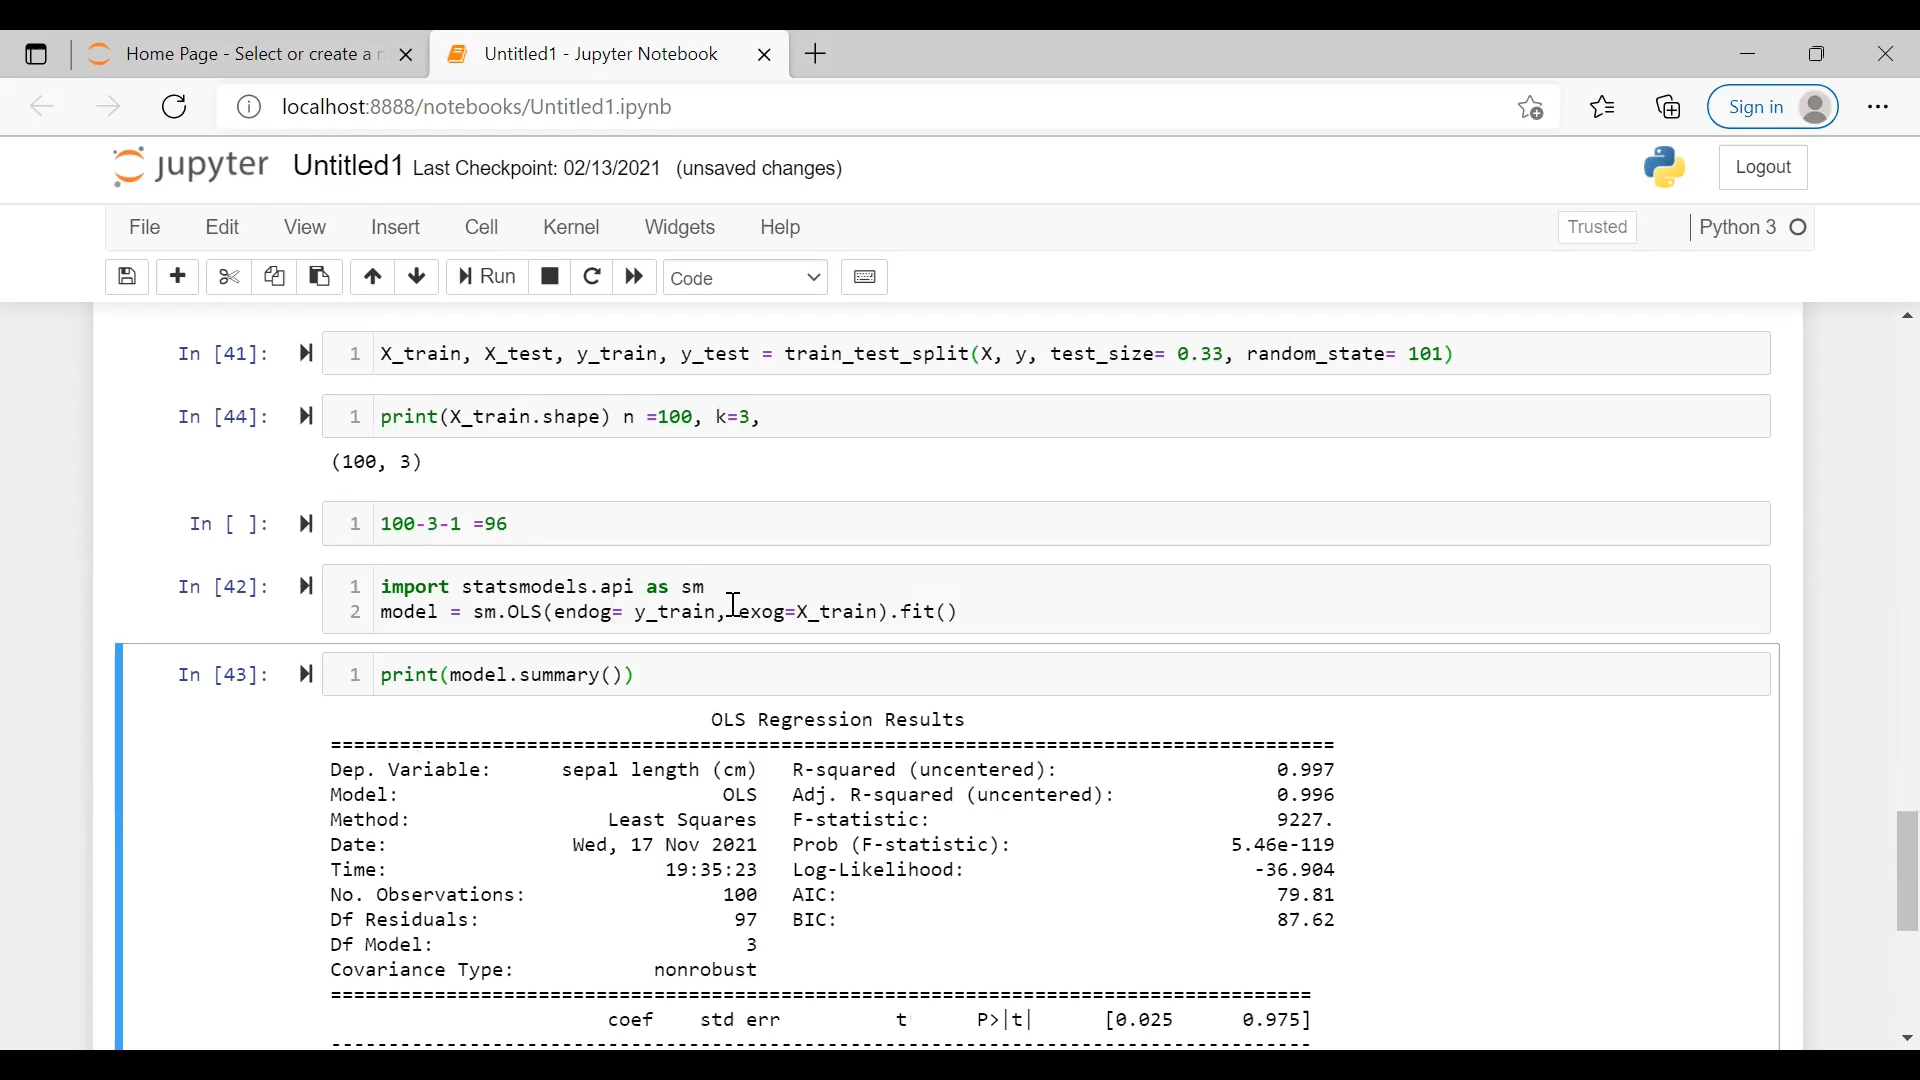 Home Page - Select or create a n
Untitled1 - Jupyter Notebook
localhost:8888/notebooks/Untitled1.ipynb
Sign in
jupyter Untitled1 Last Checkpoint: 02/13/2021 (unsaved changes)
Logout
File Edit View Insert Cell Kernel Widgets Help
Trusted
Python 3
Run
Code
In [41]: 1 X_train, X_test, y_train, y_test = train_test_split(X, y, test_size= 0.33, random_state= 101)
In [44]: 1 print(X_train.shape) n =100, k=3,
(100, 3)
In [ ]: 1 100-3-1 =96
In [42]: 1 import statsmodels.api as sm
2 model = sm.OLS(endog= y_train, exog=X_train).fit()
In [43]: 1 print(model.summary())
OLS Regression Results
==============================================================================
Dep. Variable: sepal length (cm) R-squared (uncentered): 0.997
Model: OLS Adj. R-squared (uncentered): 0.996
Method: Least Squares F-statistic: 9227.
Date: Wed, 17 Nov 2021 Prob (F-statistic): 5.46e-119
Time: 19:35:23 Log-Likelihood: -36.904
No. Observations: 100 AIC: 79.81
Df Residuals: 97 BIC: 87.62
Df Model: 3
Covariance Type: nonrobust
==============================================================================
coef std err t P>|t| [0.025 0.975]
------------------------------------------------------------------------------